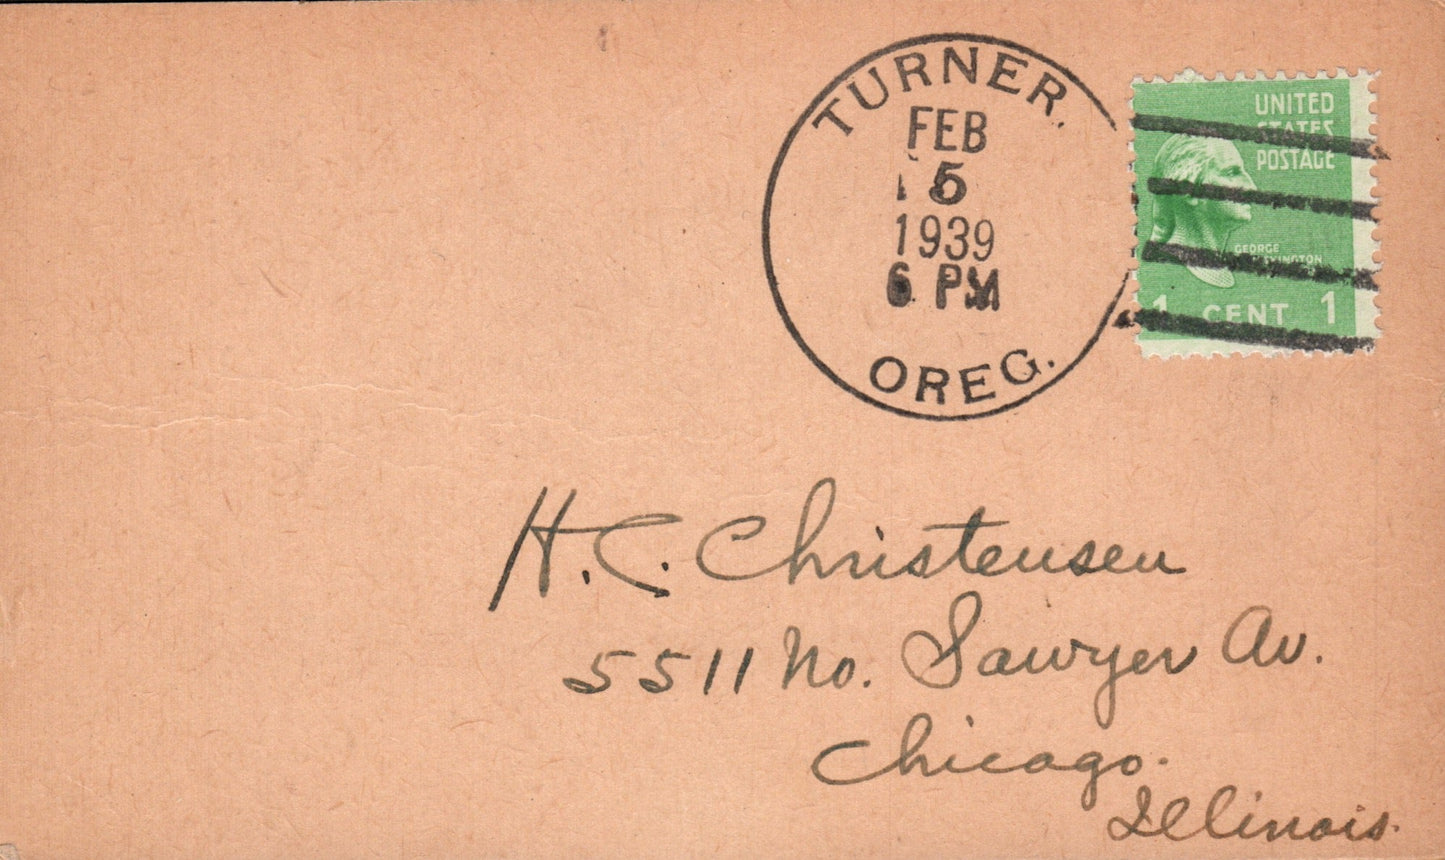 TURNER.
FEB
5
1939
6 PM
OREG.
UNITED
STATES
POSTAGE
GEORGE
WASHINGTON
1 CENT 1
H. C. Christensen
5511 No. Sawyer Av.
Chicago.
Illinois.